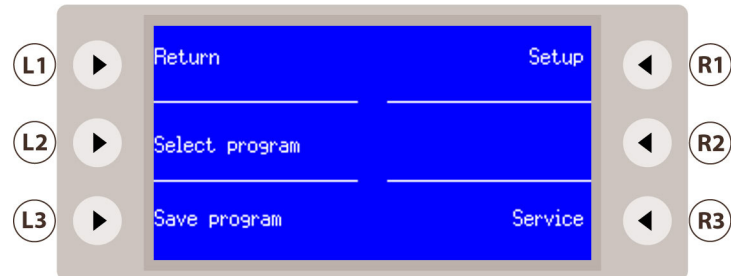 L1 Return Setup R1
L2 Select program R2
L3 Save program Service R3